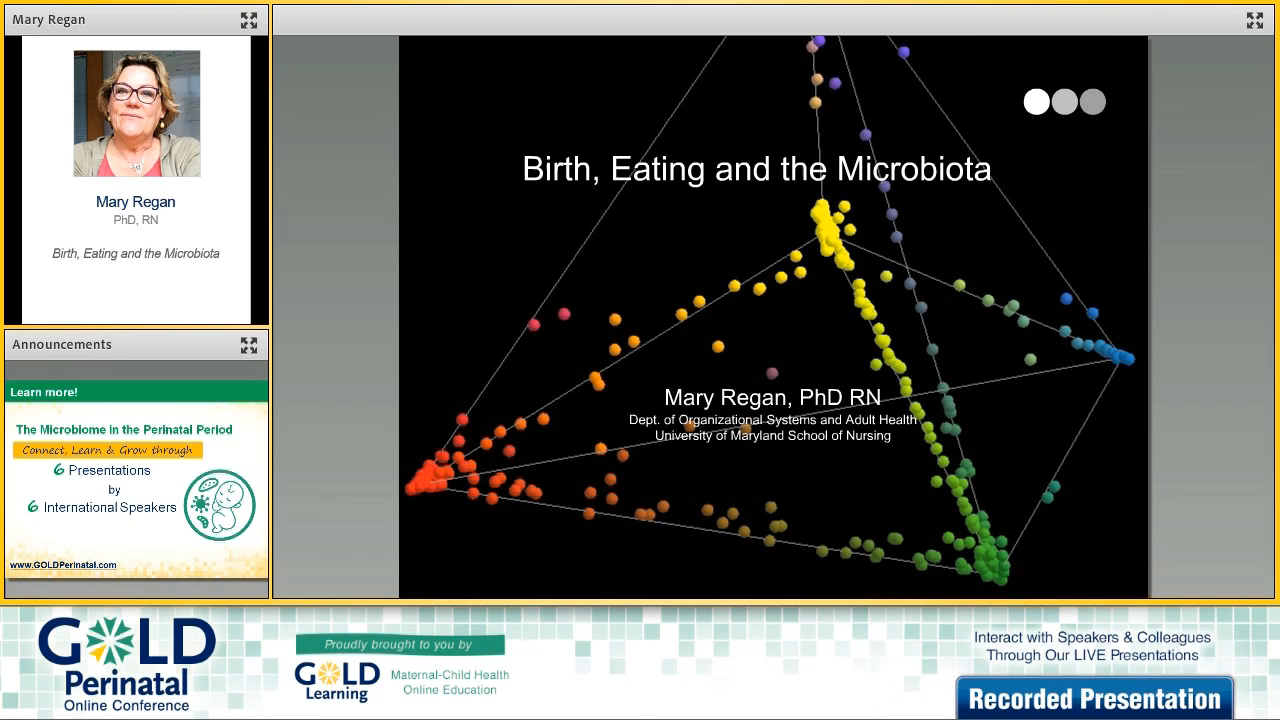 Mary Regan
Mary Regan
PhD, RN
Birth, Eating and the Microbiota
Announcements
Learn more!
The Microbiome in the Perinatal Period
Connect, Learn & Grow through
6 Presentations
by
6 International Speakers
www.GOLDPerinatal.com
Birth, Eating and the Microbiota
Mary Regan, PhD RN
Dept. of Organizational Systems and Adult Health
University of Maryland School of Nursing
GOLD
Perinatal
Online Conference
Proudly brought to you by
GOLD
Learning
Maternal-Child Health
Online Education
Interact with Speakers & Colleagues
Through Our LIVE Presentations
Recorded Presentation